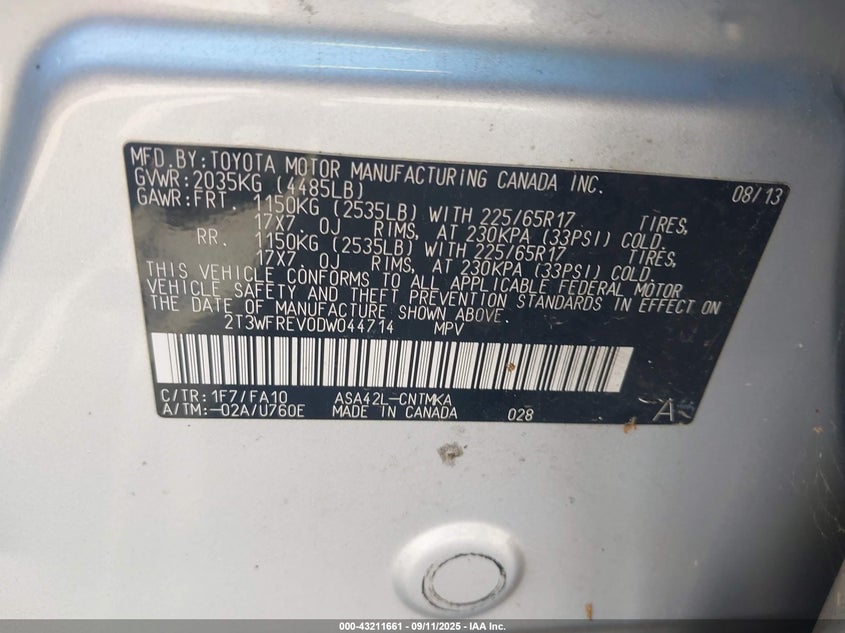 MFD.BY:TOYOTA MOTOR MANUFACTURING CANADA INC. 08/13
GVWR:2035KG (4485LB)
GAWR:FRT. 1150KG (2535LB) WITH 225/65R17 TIRES,
17X7.0J RIMS, AT 230KPA (33PSI) COLD.
RR. 1150KG (2535LB) WITH 225/65R17 TIRES,
17X7.0J RIMS, AT 230KPA (33PSI) COLD.
THIS VEHICLE CONFORMS TO ALL APPLICABLE FEDERAL MOTOR
VEHICLE SAFETY AND THEFT PREVENTION STANDARDS IN EFFECT ON
THE DATE OF MANUFACTURE SHOWN ABOVE.
2T3WFREV0DW044714 MPV
C/TR:1F7/FA10 ASA42L-CNTMKA
A/TM:-02A/U760E MADE IN CANADA 028 A
000-43211661 - 09/11/2025 - IAA Inc.